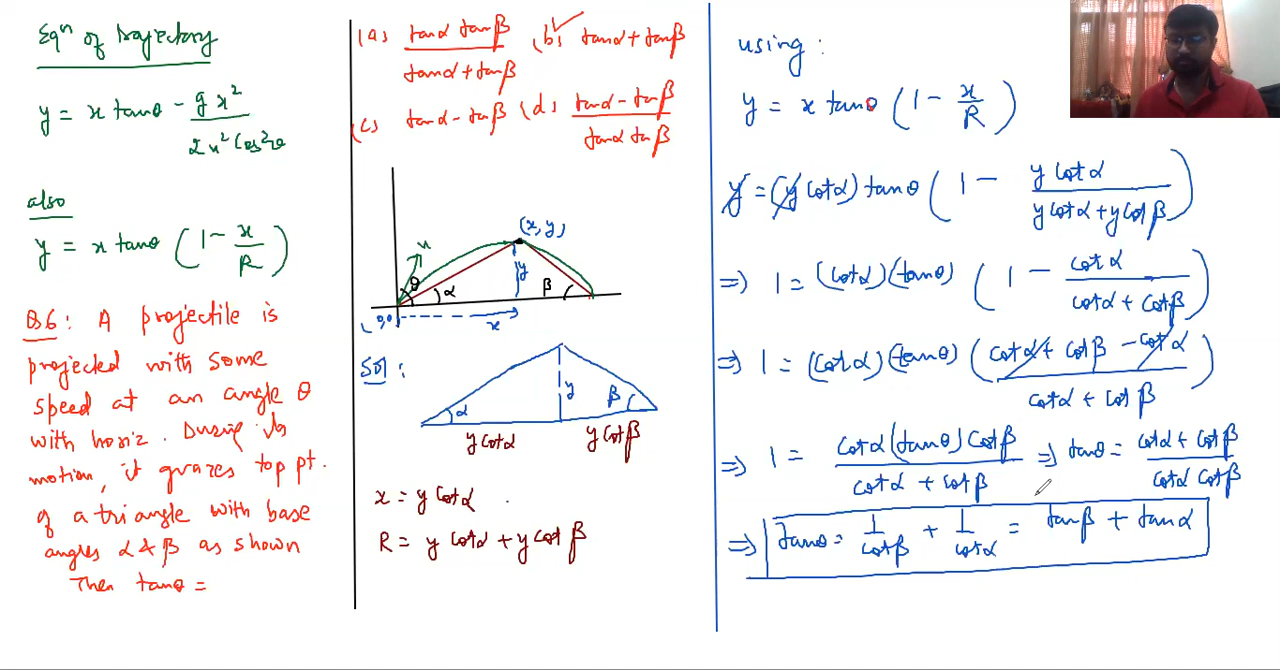 Eqn of Trajectory
y = x tanθ - gx²/2u²Cos²θ
also
y = x tanθ (1 - x/R)
Q.6 : A projectile is
projected with some
speed at an angle θ
with horiz. During its
motion, it grazes top pt.
of a triangle with base
angles α & β as shown
Then tanθ =
(a) tanα tanβ/tanα + tanβ (b) tanα + tanβ
(c) tanα - tanβ (d) tanα - tanβ/tanα tanβ
(x, y)
u
θ
α
y
β
(0,0)
x
Sol :
α
y
β
y cotα
y cotβ
x = y cotα
R = y cotα + y cotβ
using :
y = x tanθ (1 - x/R)
y = (y cotα) tanθ (1 - y cotα/y cotα + y cotβ)
⇒ 1 = (cotα)(tanθ) (1 - cotα/cotα + cotβ)
⇒ 1 = (cotα)(tanθ) (cotα + cotβ - cotα/cotα + cotβ)
⇒ 1 = cotα (tanθ) cotβ/cotα + cotβ ⇒ tanθ = cotα + cotβ/cotα cotβ
⇒ tanθ = 1/cotβ + 1/cotα = tanβ + tanα